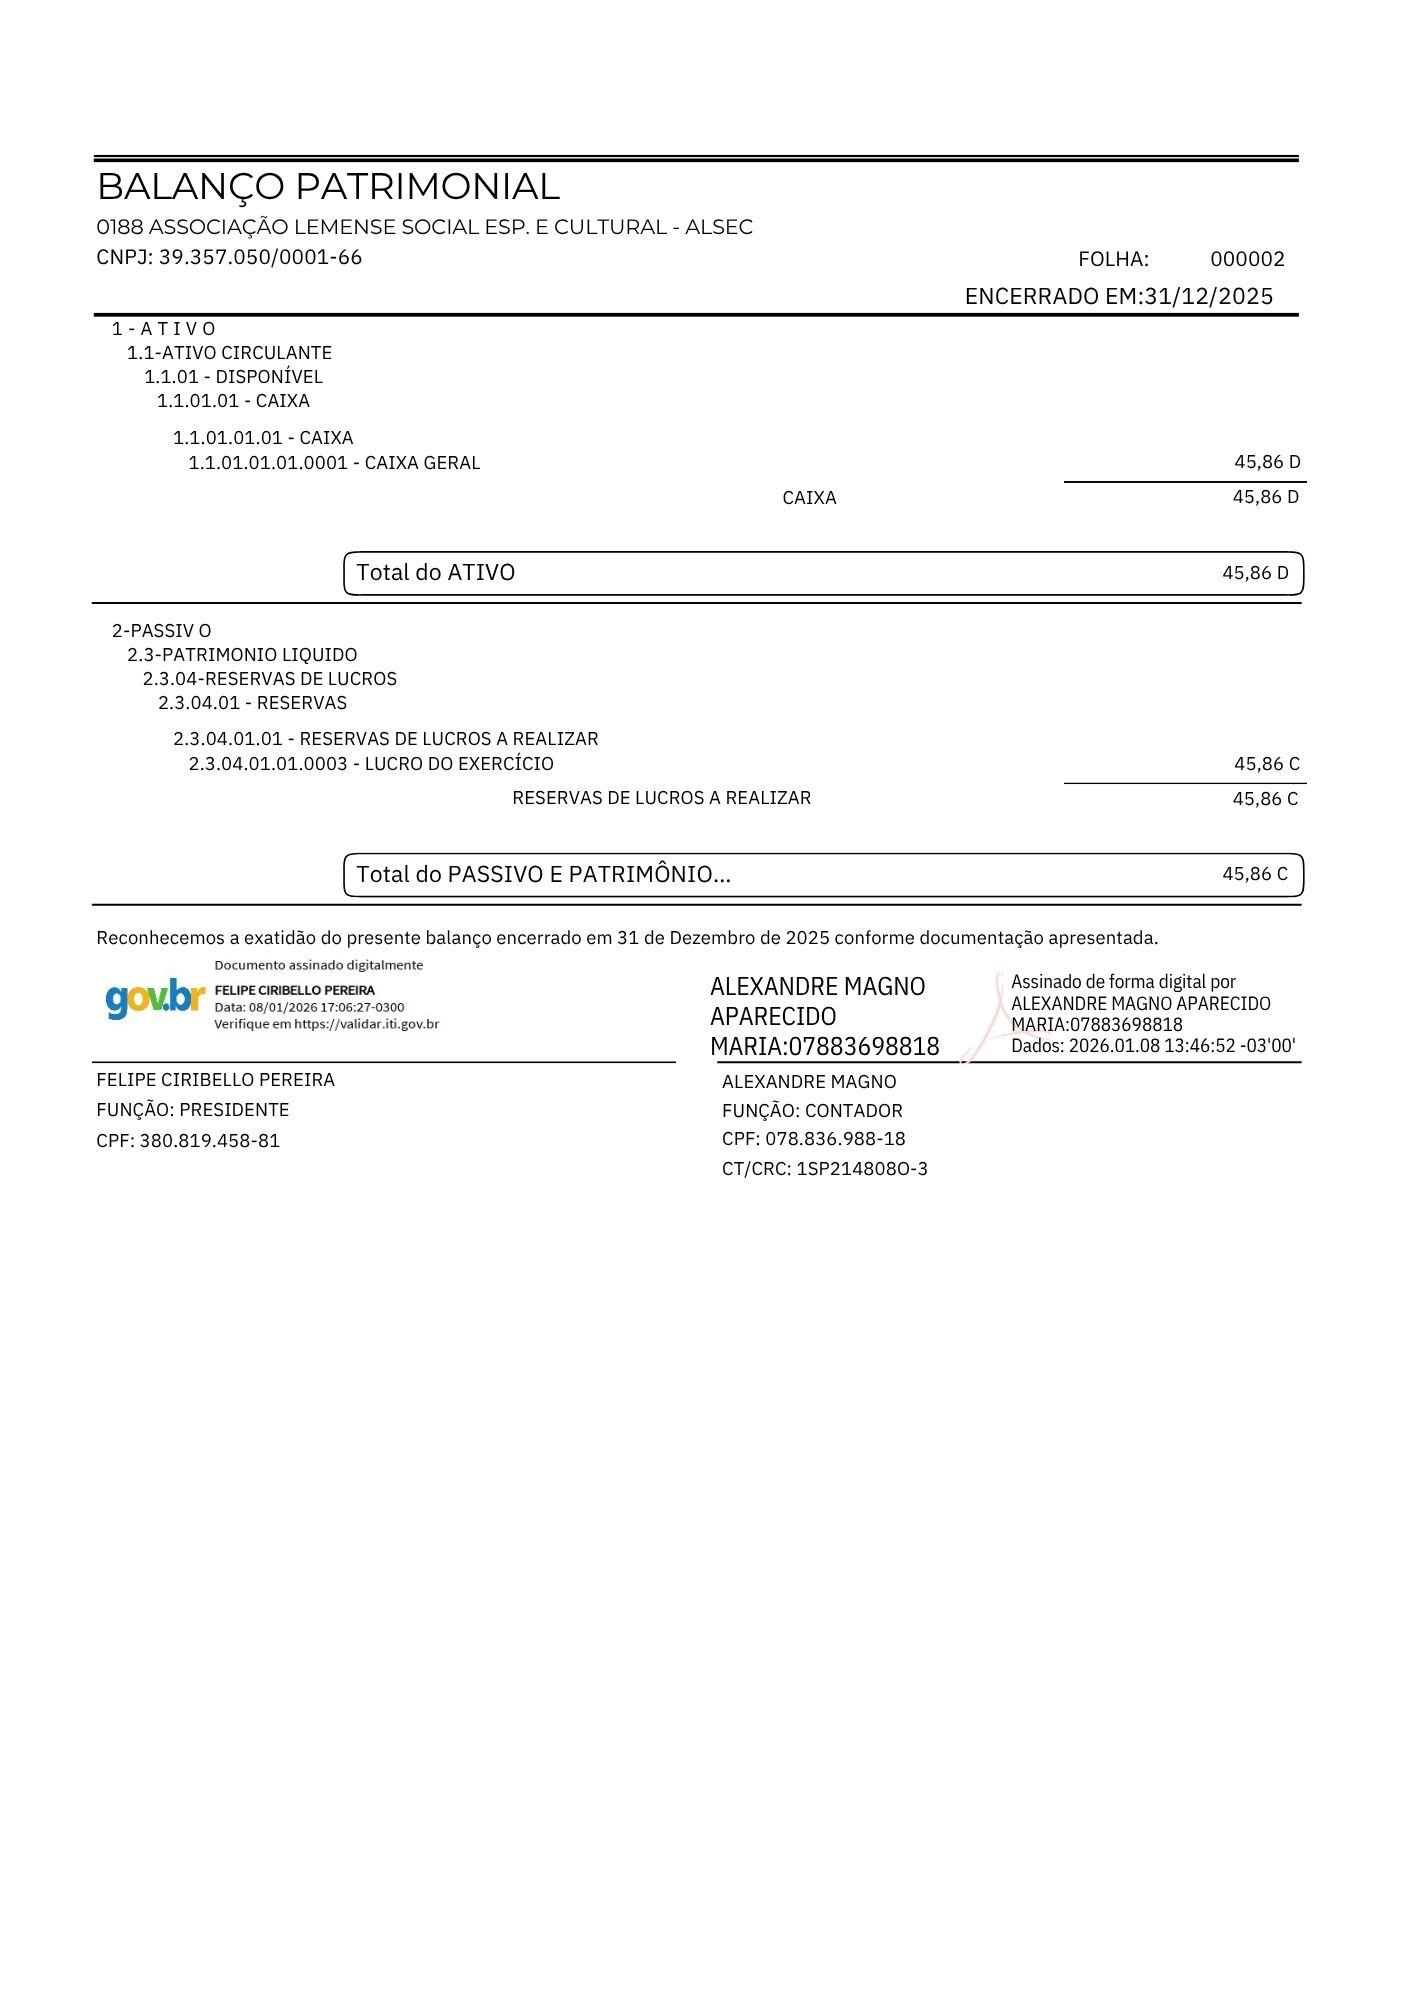 BALANÇO PATRIMONIAL
0188 ASSOCIAÇÃO LEMENSE SOCIAL ESP. E CULTURAL - ALSEC
CNPJ: 39.357.050/0001-66
FOLHA: 000002
ENCERRADO EM:31/12/2025
1 - A T I V O
1.1-ATIVO CIRCULANTE
1.1.01 - DISPONÍVEL
1.1.01.01 - CAIXA
1.1.01.01.01 - CAIXA
1.1.01.01.01.0001 - CAIXA GERAL 45,86 D
CAIXA 45,86 D
Total do ATIVO 45,86 D
2-PASSIV O
2.3-PATRIMONIO LIQUIDO
2.3.04-RESERVAS DE LUCROS
2.3.04.01 - RESERVAS
2.3.04.01.01 - RESERVAS DE LUCROS A REALIZAR
2.3.04.01.01.0003 - LUCRO DO EXERCÍCIO 45,86 C
RESERVAS DE LUCROS A REALIZAR 45,86 C
Total do PASSIVO E PATRIMÔNIO... 45,86 C
Reconhecemos a exatidão do presente balanço encerrado em 31 de Dezembro de 2025 conforme documentação apresentada.
gov.br
Documento assinado digitalmente
FELIPE CIRIBELLO PEREIRA
Data: 08/01/2026 17:06:27-0300
Verifique em https://validar.iti.gov.br
FELIPE CIRIBELLO PEREIRA
FUNÇÃO: PRESIDENTE
CPF: 380.819.458-81
ALEXANDRE MAGNO
APARECIDO
MARIA:07883698818
Assinado de forma digital por
ALEXANDRE MAGNO APARECIDO
MARIA:07883698818
Dados: 2026.01.08 13:46:52 -03'00'
ALEXANDRE MAGNO
FUNÇÃO: CONTADOR
CPF: 078.836.988-18
CT/CRC: 1SP214808O-3